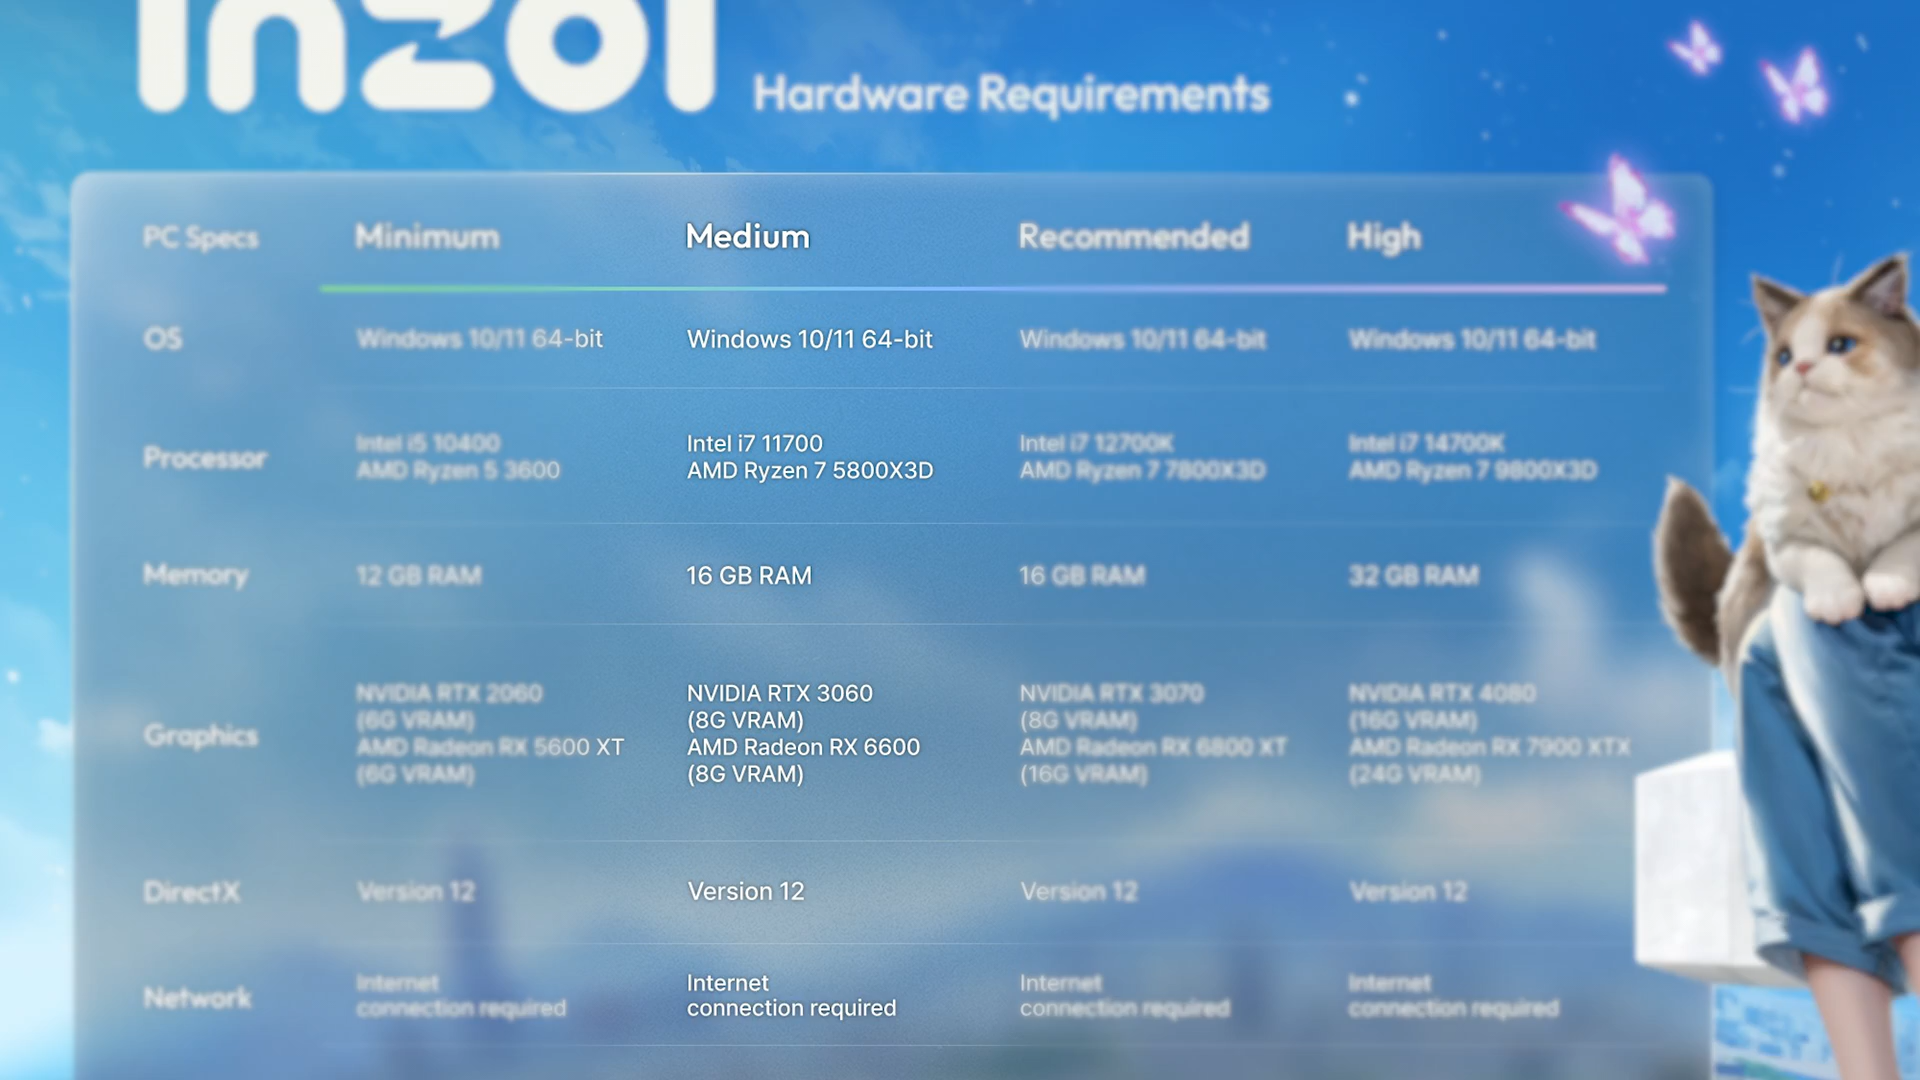 inZOI Hardware Requirements
PC Specs Minimum Medium Recommended High
OS Windows 10/11 64-bit Windows 10/11 64-bit Windows 10/11 64-bit Windows 10/11 64-bit
Processor
Intel i5 10400 Intel i7 11700 Intel i7 12700K Intel i7 14700K
AMD Ryzen 5 3600 AMD Ryzen 7 5800X3D AMD Ryzen 7 7800X3D AMD Ryzen 7 9800X3D
Memory 12 GB RAM 16 GB RAM 16 GB RAM 32 GB RAM
Graphics
NVIDIA RTX 2060 NVIDIA RTX 3060 NVIDIA RTX 3070 NVIDIA RTX 4080
(6G VRAM) (8G VRAM) (8G VRAM) (16G VRAM)
AMD Radeon RX 5600 XT AMD Radeon RX 6600 AMD Radeon RX 6800 XT AMD Radeon RX 7900 XTX
(6G VRAM) (8G VRAM) (16G VRAM) (24G VRAM)
DirectX Version 12 Version 12 Version 12 Version 12
Network
Internet Internet Internet Internet
connection required connection required connection required connection required